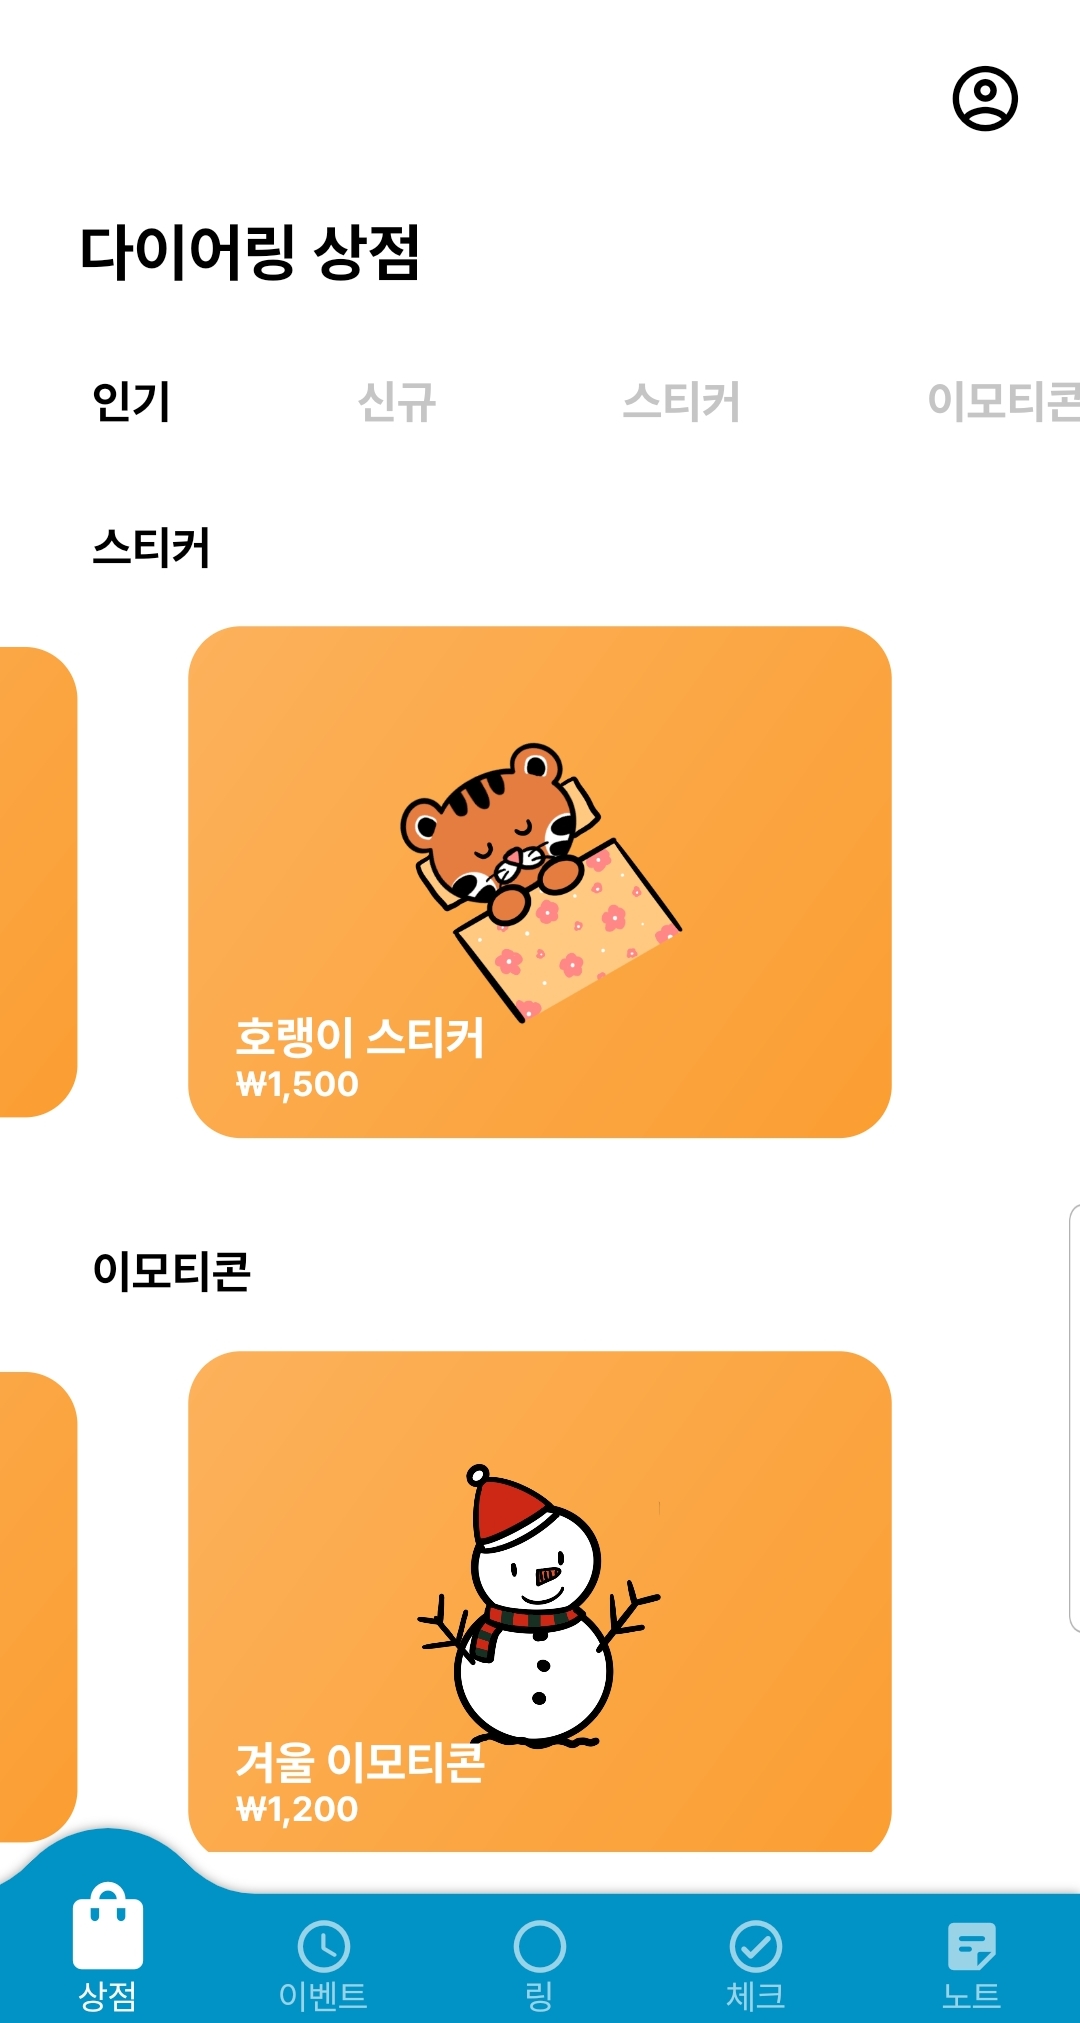 다이어링 상점
인기 신규 스티커 이모티콘
스티커
호랭이 스티커
₩1,500
이모티콘
겨울 이모티콘
₩1,200
상점 이벤트 링 체크 노트